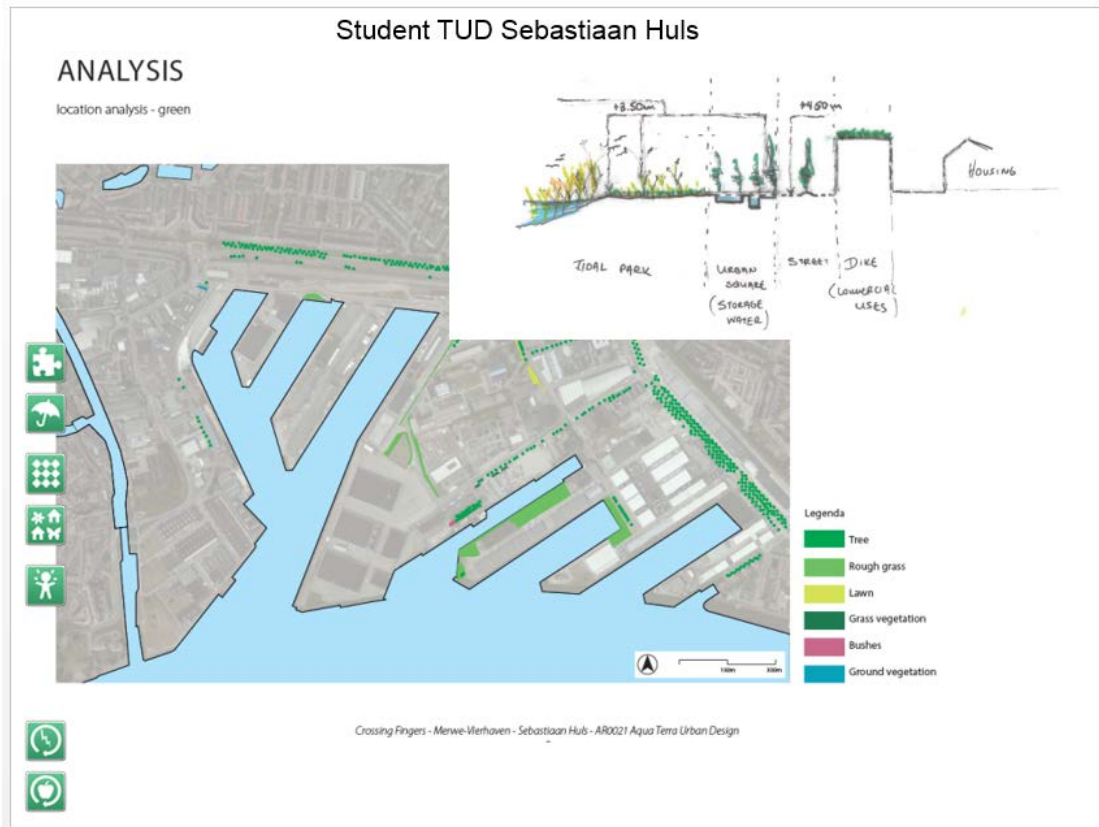 Student TUD Sebastiaan Huls
ANALYSIS
location analysis - green
+3.50m
+4.50m
HOUSING
TIDAL PARK
URBAN
SQUARE
(STORAGE
WATER)
STREET
DIKE
(COMMERCIAL
USES)
Legenda
Tree
Rough grass
Lawn
Grass vegetation
Bushes
Ground vegetation
Crossing Fingers - Merwe-Vierhaven - Sebastiaan Huls - AR0021 Aqua Terra Urban Design